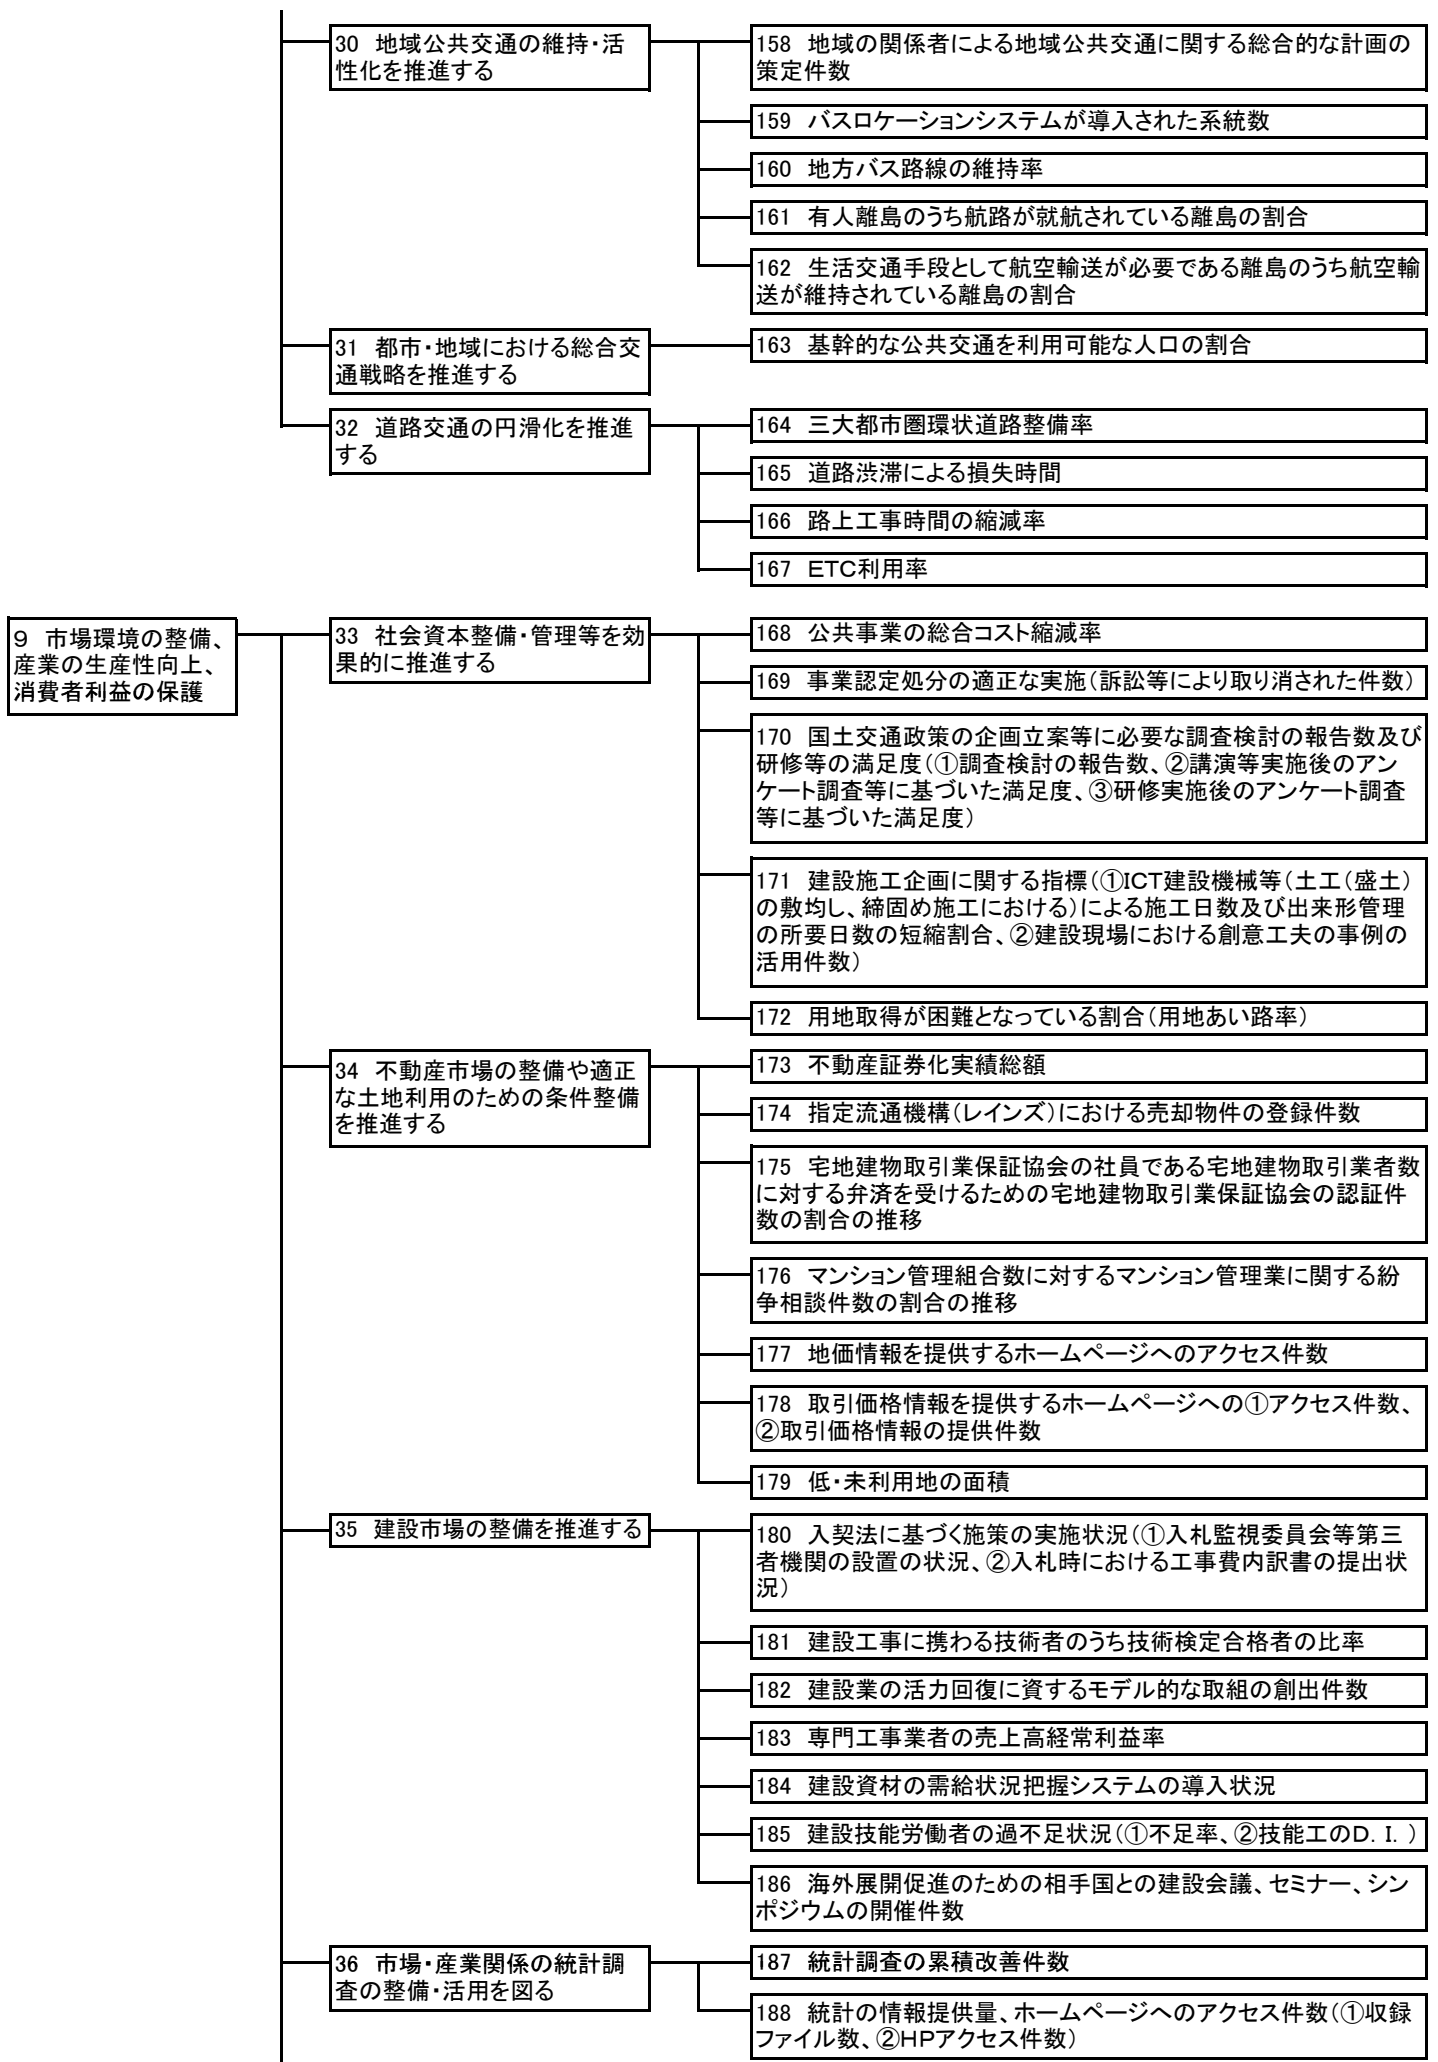 30 地域公共交通の維持・活
性化を推進する
158 地域の関係者による地域公共交通に関する総合的な計画の
策定件数
159 バスロケーションシステムが導入された系統数
160 地方バス路線の維持率
161 有人離島のうち航路が就航されている離島の割合
162 生活交通手段として航空輸送が必要である離島のうち航空輸
送が維持されている離島の割合
31 都市・地域における総合交
通戦略を推進する
163 基幹的な公共交通を利用可能な人口の割合
32 道路交通の円滑化を推進
する
164 三大都市圏環状道路整備率
165 道路渋滞による損失時間
166 路上工事時間の縮減率
167 ETC利用率
9 市場環境の整備、
産業の生産性向上、
消費者利益の保護
33 社会資本整備・管理等を効
果的に推進する
168 公共事業の総合コスト縮減率
169 事業認定処分の適正な実施(訴訟等により取り消された件数)
170 国土交通政策の企画立案等に必要な調査検討の報告数及び
研修等の満足度(①調査検討の報告数、②講演等実施後のアン
ケート調査等に基づいた満足度、③研修実施後のアンケート調査
等に基づいた満足度)
171 建設施工企画に関する指標(①ICT建設機械等(土工(盛土)
の敷均し、締固め施工における)による施工日数及び出来形管理
の所要日数の短縮割合、②建設現場における創意工夫の事例の
活用件数)
172 用地取得が困難となっている割合(用地あい路率)
34 不動産市場の整備や適正
な土地利用のための条件整備
を推進する
173 不動産証券化実績総額
174 指定流通機構(レインズ)における売却物件の登録件数
175 宅地建物取引業保証協会の社員である宅地建物取引業者数
に対する弁済を受けるための宅地建物取引業保証協会の認証件
数の割合の推移
176 マンション管理組合数に対するマンション管理業に関する紛
争相談件数の割合の推移
177 地価情報を提供するホームページへのアクセス件数
178 取引価格情報を提供するホームページへの①アクセス件数、
②取引価格情報の提供件数
179 低・未利用地の面積
35 建設市場の整備を推進する
180 入契法に基づく施策の実施状況(①入札監視委員会等第三
者機関の設置の状況、②入札時における工事費内訳書の提出状
況)
181 建設工事に携わる技術者のうち技術検定合格者の比率
182 建設業の活力回復に資するモデル的な取組の創出件数
183 専門工事業者の売上高経常利益率
184 建設資材の需給状況把握システムの導入状況
185 建設技能労働者の過不足状況(①不足率、②技能工のD.I.)
186 海外展開促進のための相手国との建設会議、セミナー、シン
ポジウムの開催件数
36 市場・産業関係の統計調
査の整備・活用を図る
187 統計調査の累積改善件数
188 統計の情報提供量、ホームページへのアクセス件数(①収録
ファイル数、②HPアクセス件数)